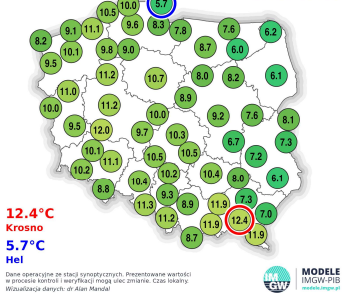 10.5 10.0 5.7
8.2 9.1 11.1 9.6 8.3 7.8 7.6 6.2
9.5 10.1 9.8 9.0 8.7 6.0
11.2 10.7 8.0 8.2 6.1
11.0 8.9
10.0 11.2 10.0 9.2 7.6 8.1
9.5 12.0 9.7 10.3 6.7 7.3
10.1 11.1 10.5 10.5 7.2
10.2 10.2 10.4 8.0 6.1
8.8 10.4 9.3
11.3 8.9 11.9 7.3
11.2 11.9 12.4 7.0
8.7 11.9
12.4°C
Krosno
5.7°C
Hel
Dane operacyjne ze stacji synoptycznych. Prezentowane wartości
w procesie kontroli i weryfikacji mogą ulec zmianie. Czas lokalny.
Wizualizacja danych: dr Alan Mandal
IM
GW
MODELE
IMGW-PIB
modele.imgw.pl